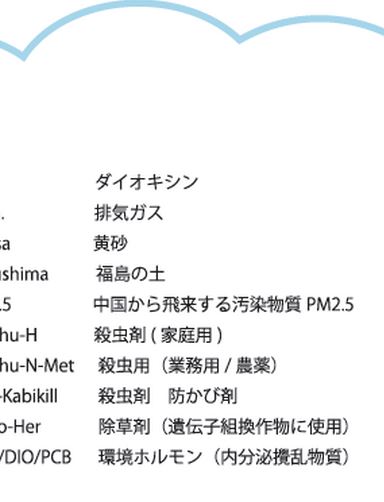 ダイオキシン
. 排気ガス
sa 黄砂
ushima 福島の土
.5 中国から飛来する汚染物質 PM2.5
hu-H 殺虫剤 ( 家庭用 )
hu-N-Met 殺虫用（業務用 / 農薬）
-Kabikill 殺虫剤　防かび剤
o-Her 除草剤（遺伝子組換作物に使用）
/DIO/PCB 環境ホルモン（内分泌攪乱物質）